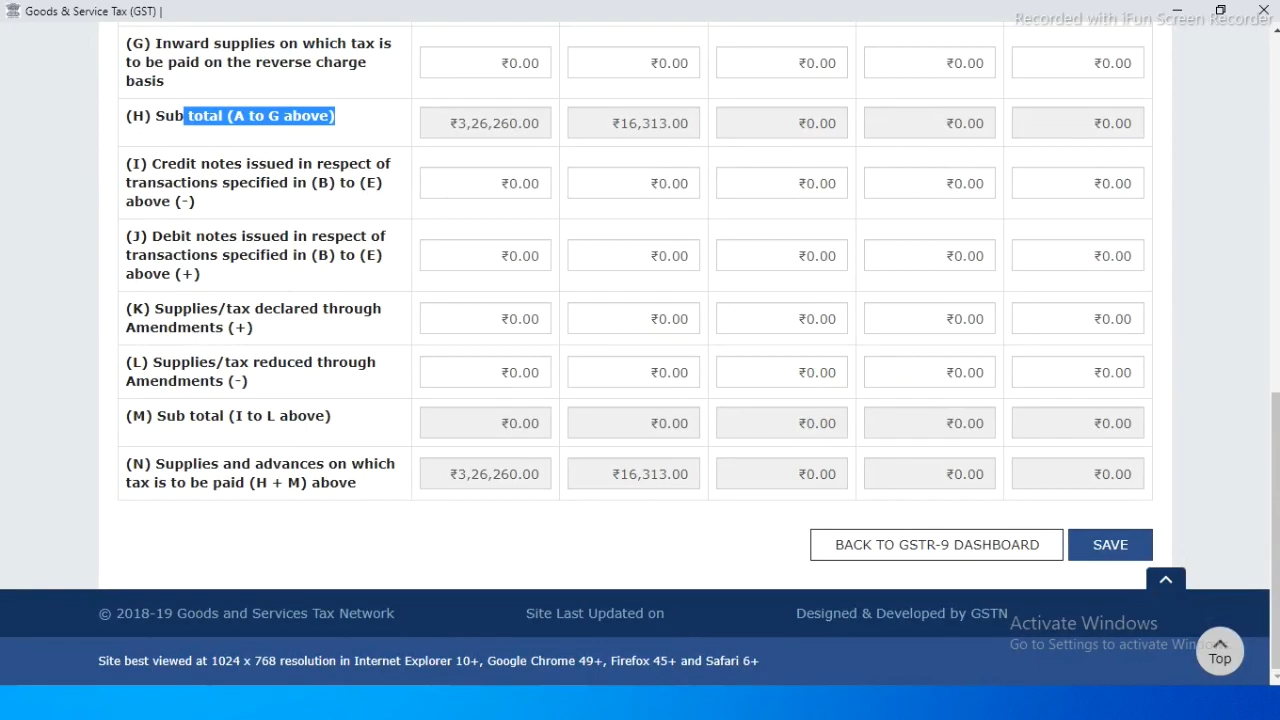 Goods & Service Tax (GST) |
Recorded with iFun Screen Recorder
(G) Inward supplies on which tax is
to be paid on the reverse charge
basis
₹0.00 ₹0.00 ₹0.00 ₹0.00 ₹0.00
(H) Sub total (A to G above)
₹3,26,260.00 ₹16,313.00 ₹0.00 ₹0.00 ₹0.00
(I) Credit notes issued in respect of
transactions specified in (B) to (E)
above (-)
₹0.00 ₹0.00 ₹0.00 ₹0.00 ₹0.00
(J) Debit notes issued in respect of
transactions specified in (B) to (E)
above (+)
₹0.00 ₹0.00 ₹0.00 ₹0.00 ₹0.00
(K) Supplies/tax declared through
Amendments (+)
₹0.00 ₹0.00 ₹0.00 ₹0.00 ₹0.00
(L) Supplies/tax reduced through
Amendments (-)
₹0.00 ₹0.00 ₹0.00 ₹0.00 ₹0.00
(M) Sub total (I to L above)
₹0.00 ₹0.00 ₹0.00 ₹0.00 ₹0.00
(N) Supplies and advances on which
tax is to be paid (H + M) above
₹3,26,260.00 ₹16,313.00 ₹0.00 ₹0.00 ₹0.00
BACK TO GSTR-9 DASHBOARD SAVE
© 2018-19 Goods and Services Tax Network Site Last Updated on Designed & Developed by GSTN
Activate Windows
Go to Settings to activate
Top
Site best viewed at 1024 x 768 resolution in Internet Explorer 10+, Google Chrome 49+, Firefox 45+ and Safari 6+